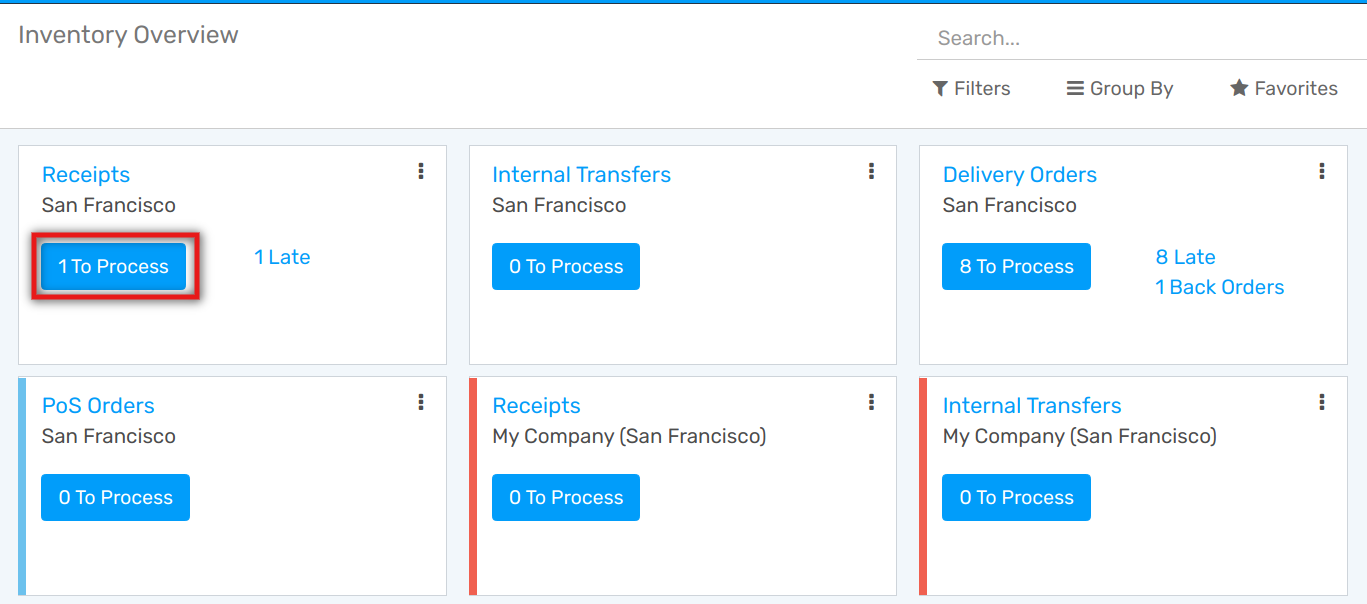 Inventory Overview
Search...
Filters
Group By
Favorites
Receipts
San Francisco
1 To Process
1 Late
Internal Transfers
San Francisco
0 To Process
Delivery Orders
San Francisco
8 To Process
8 Late
1 Back Orders
PoS Orders
San Francisco
0 To Process
Receipts
My Company (San Francisco)
0 To Process
Internal Transfers
My Company (San Francisco)
0 To Process